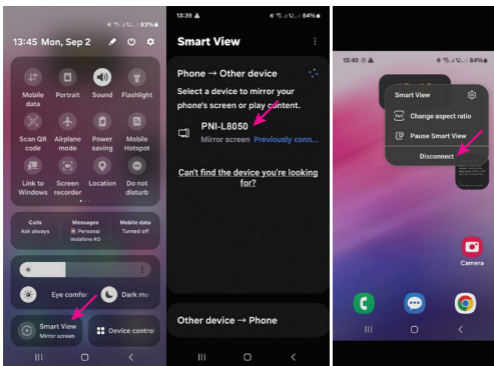 83%
13:45 Mon, Sep 2
Mobile data
Portrait
Sound
Flashlight
Scan QR code
Airplane mode
Power saving
Mobile Hotspot
Link to Windows
Screen recorder
Location
Do not disturb
Calls
Ask always
Messages
Personal
Vodafone RO
Mobile data
Turned off
Eye comfor
Dark mo
Smart View
Mirror screen
Device control
13:39
84%
Smart View
Phone → Other device
Select a device to mirror your
phone's screen or play content.
PNI-L8050
Mirror screen Previously conn...
Can't find the device you're looking
for?
Other device → Phone
13:40
84%
Smart View
Change aspect ratio
Pause Smart View
Disconnect
Camera